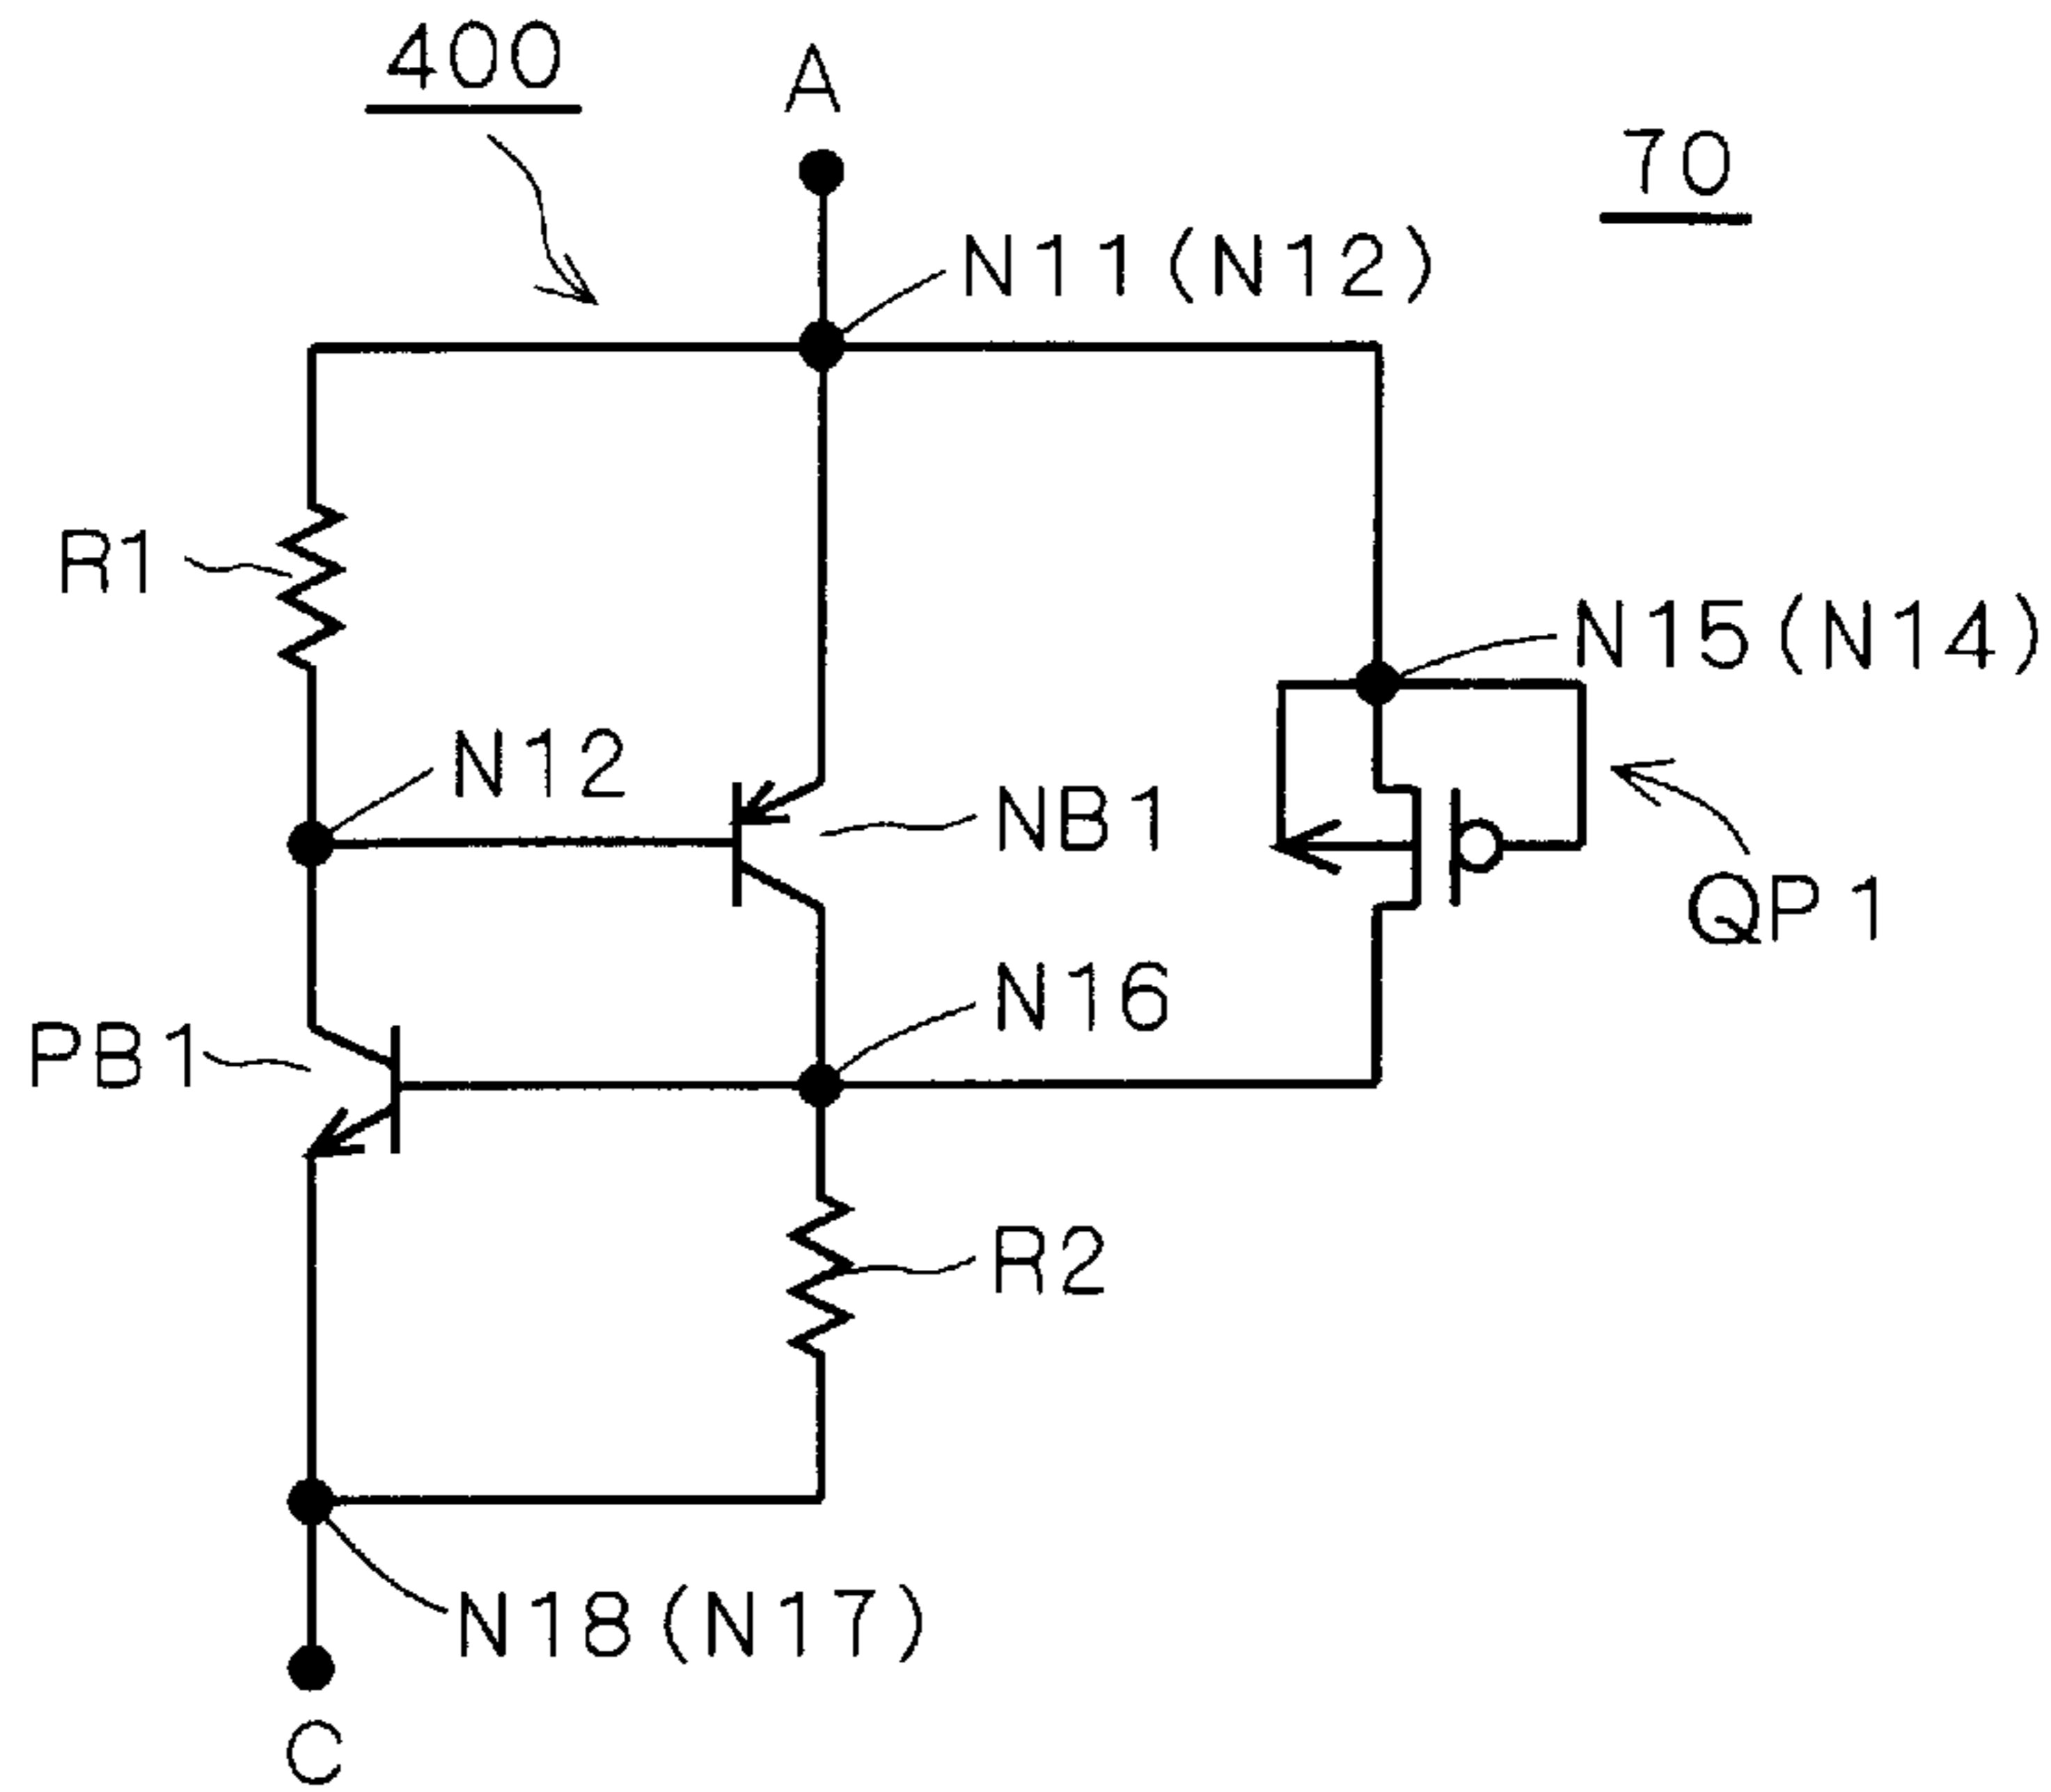 400
A
70
N11(N12)
R1
N15(N14)
N12
NB1
QP1
N16
PB1
R2
N18(N17)
C